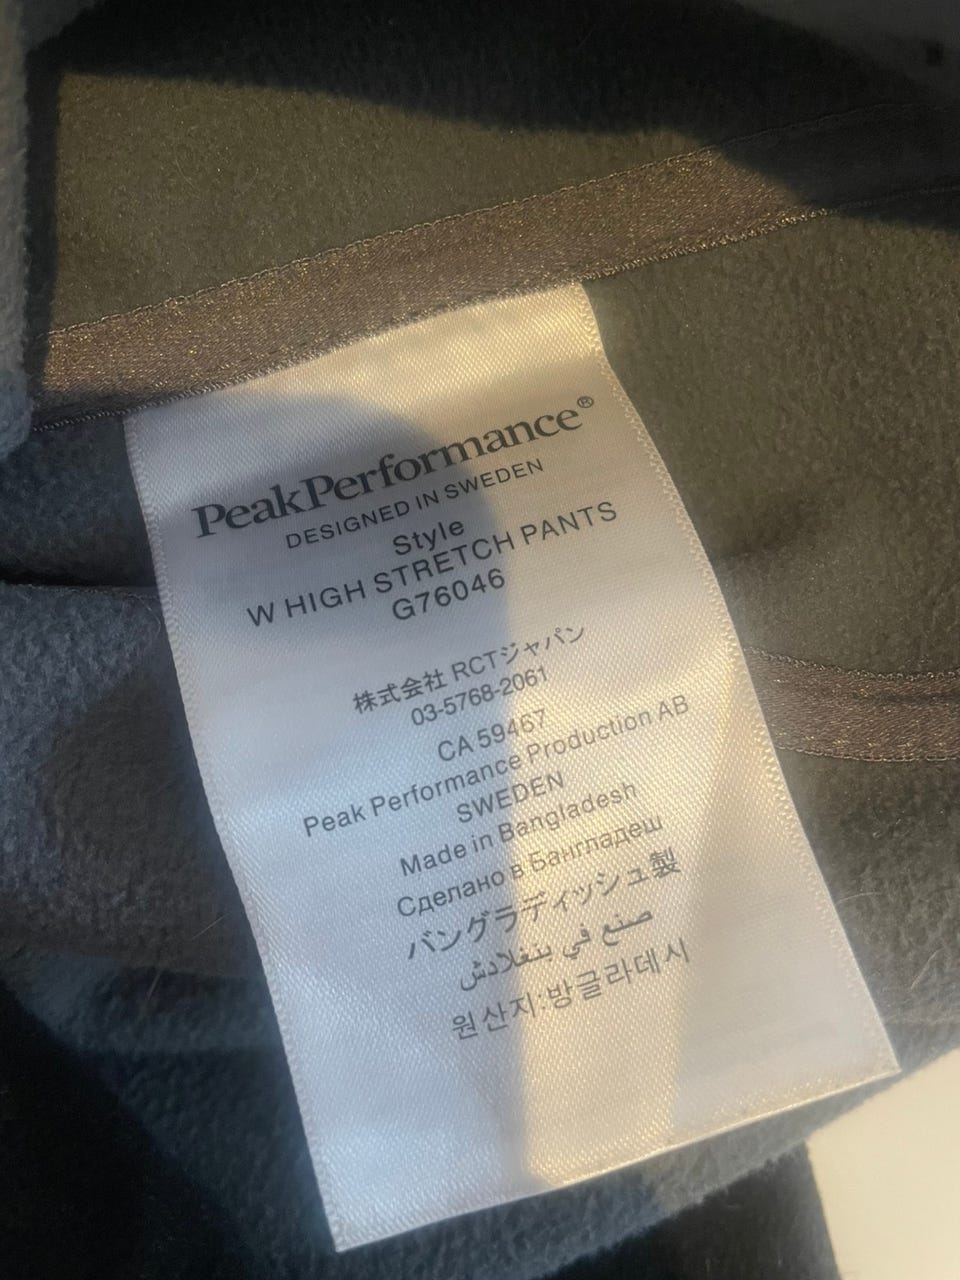 PeakPerformance®
DESIGNED IN SWEDEN
Style
W HIGH STRETCH PANTS
G76046
株式会社 RCTジャパン
03-5768-2061
CA 59467
Peak Performance Production AB
SWEDEN
Made in Bangladesh
Сделано в Бангладеш
バングラディッシュ製
صنع في بنغلادش
원산지:방글라데시